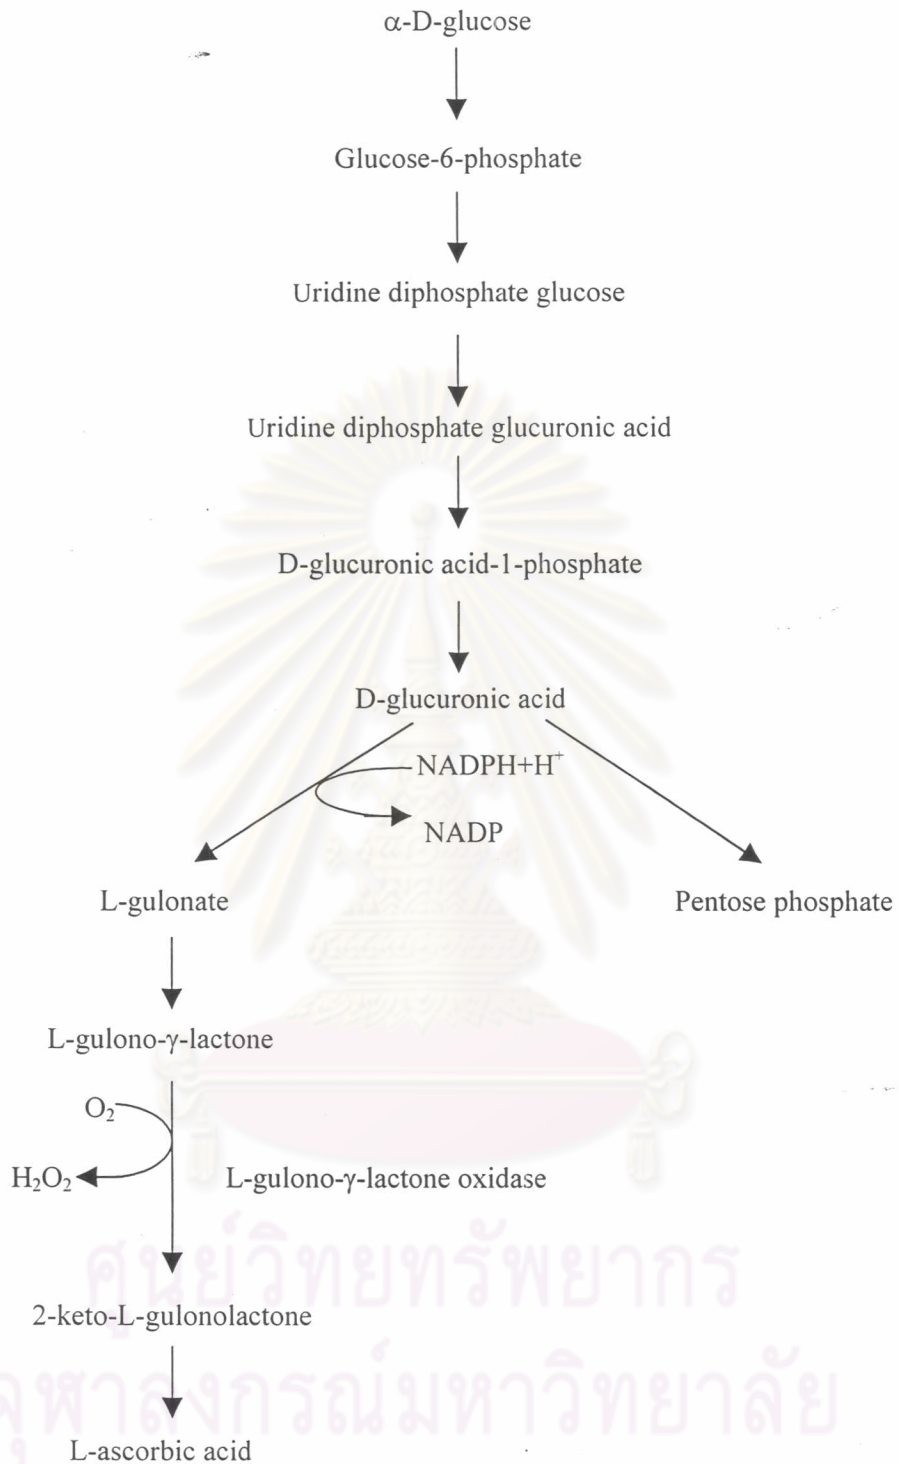 α-D-glucose
Glucose-6-phosphate
Uridine diphosphate glucose
Uridine diphosphate glucuronic acid
D-glucuronic acid-1-phosphate
D-glucuronic acid
NADPH+H⁺
NADP
L-gulonate
Pentose phosphate
L-gulono-γ-lactone
O₂
H₂O₂
L-gulono-γ-lactone oxidase
ศูนย์วิทยทรัพยากร
2-keto-L-gulonolactone
จุฬาลงกรณ์มหาวิทยาลัย
L-ascorbic acid